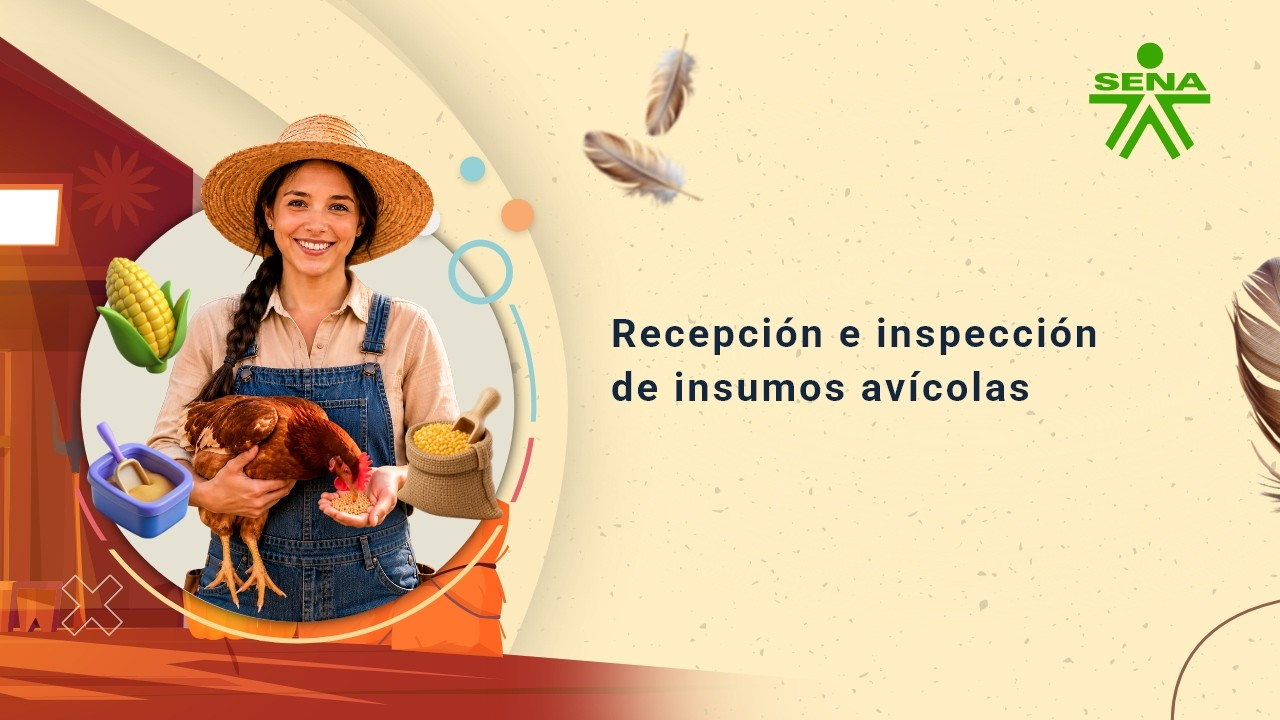 SENA
Recepción e inspección
de insumos avícolas